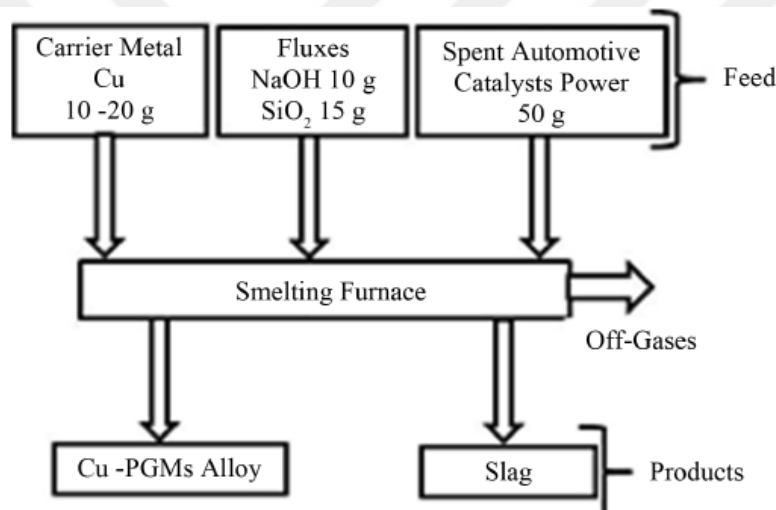 Carrier Metal
Cu
10 -20 g
Fluxes
NaOH 10 g
SiO₂ 15 g
Spent Automotive
Catalysts Power
50 g
Feed
Smelting Furnace
Off-Gases
Cu -PGMs Alloy
Slag
Products